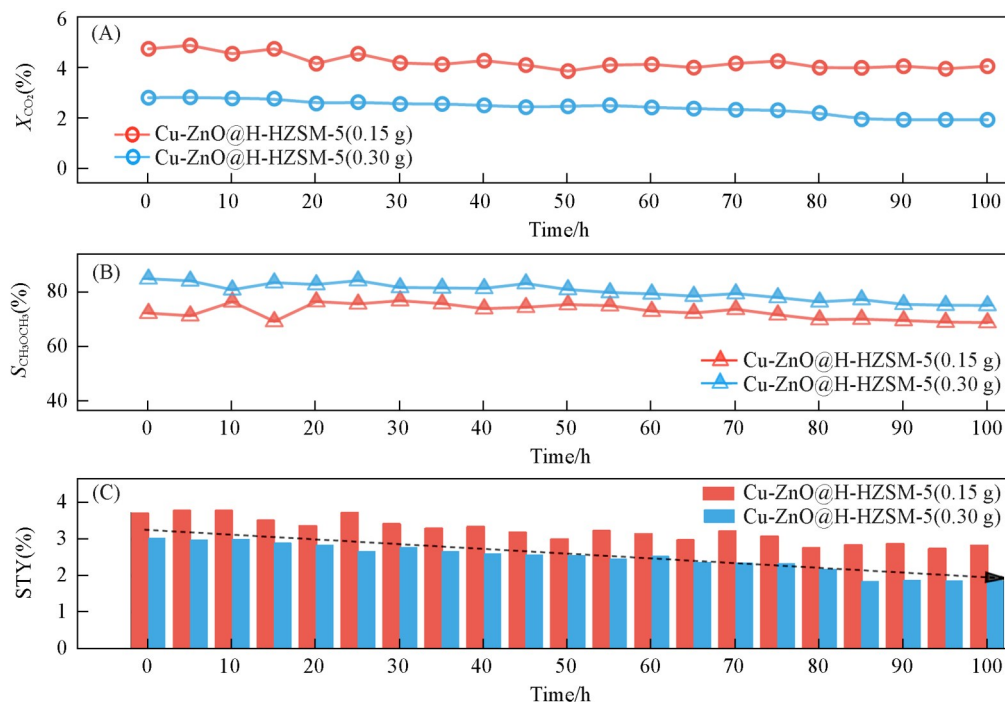 (A)
X_CO₂(%)
6
4
2
0
Cu-ZnO@H-HZSM-5(0.15 g)
Cu-ZnO@H-HZSM-5(0.30 g)
0 10 20 30 40 50 60 70 80 90 100
Time/h
(B)
S_CH₃OCH₃(%)
80
60
40
Cu-ZnO@H-HZSM-5(0.15 g)
Cu-ZnO@H-HZSM-5(0.30 g)
0 10 20 30 40 50 60 70 80 90 100
Time/h
(C)
STY(%)
4
3
2
1
0
Cu-ZnO@H-HZSM-5(0.15 g)
Cu-ZnO@H-HZSM-5(0.30 g)
0 10 20 30 40 50 60 70 80 90 100
Time/h